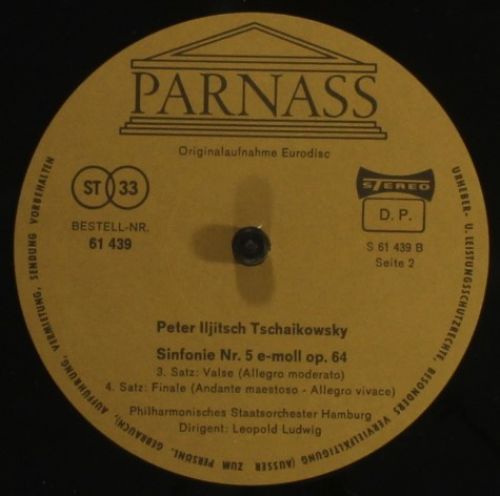 PARNASS
Originalaufnahme Eurodisc
ST 33
BESTELL-NR.
61 439
STEREO
D. P.
S 61 439 B
Seite 2
Peter Iljitsch Tschaikowsky
Sinfonie Nr. 5 e-moll op. 64
3. Satz: Valse (Allegro moderato)
4. Satz: Finale (Andante maestoso - Allegro vivace)
Philharmonisches Staatsorchester Hamburg
Dirigent: Leopold Ludwig
URHEBER- U. LEISTUNGSSCHUTZRECHTE, BESONDERS VERVIELFÄLTIGUNG (AUSSER ZUM PERSÖNL. GEBRAUCH), AUFFÜHRUNG, VERMIETUNG, SENDUNG VORBEHALTEN